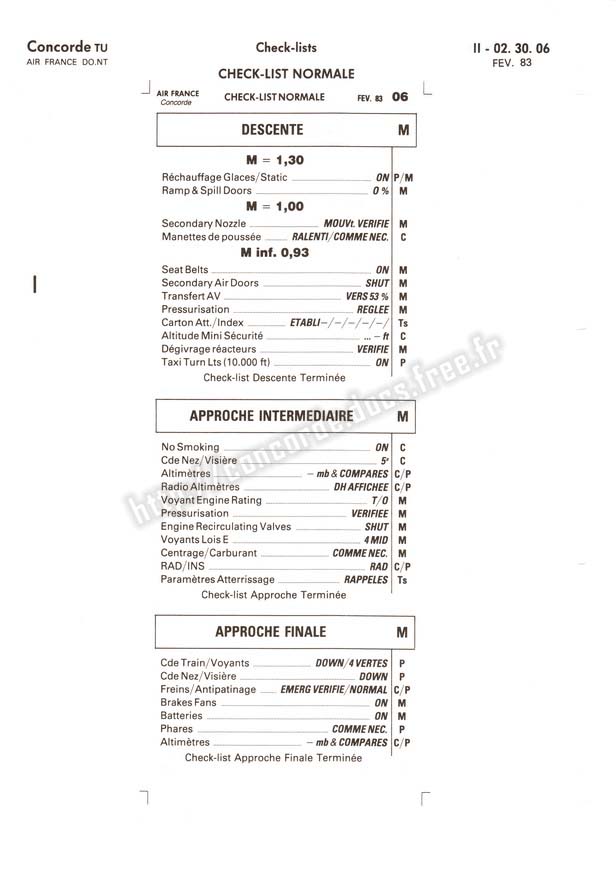 Concorde TU
AIR FRANCE DO.NT
Check-lists
II - 02. 30. 06
FEV. 83
CHECK-LIST NORMALE
AIR FRANCE
Concorde
CHECK-LIST NORMALE
FEV. 83 06
DESCENTE M
M = 1,30
Réchauffage Glaces/Static ON P/M
Ramp & Spill Doors 0 % M
M = 1,00
Secondary Nozzle MOUVt. VERIFIE M
Manettes de poussée RALENTI/COMME NEC. C
M inf. 0,93
Seat Belts ON M
Secondary Air Doors SHUT M
Transfert AV VERS 53 % M
Pressurisation REGLEE M
Carton Att./Index ETABLI-/-/-/-/-/ Ts
Altitude Mini Sécurité ... - ft C
Dégivrage réacteurs VERIFIE M
Taxi Turn Lts (10.000 ft) ON P
Check-list Descente Terminée
APPROCHE INTERMEDIAIRE M
No Smoking ON C
Cde Nez/Visière 5° C
Altimètres - mb & COMPARES C/P
Radio Altimètres DH AFFICHEE C/P
Voyant Engine Rating T/O M
Pressurisation VERIFIEE M
Engine Recirculating Valves SHUT M
Voyants Lois E 4 MID M
Centrage/Carburant COMME NEC. M
RAD/INS RAD C/P
Paramètres Atterrissage RAPPELES Ts
Check-list Approche Terminée
APPROCHE FINALE M
Cde Train/Voyants DOWN/4 VERTES P
Cde Nez/Visière DOWN P
Freins/Antipatinage EMERG VERIFIE/NORMAL C/P
Brakes Fans ON M
Batteries ON M
Phares COMME NEC. P
Altimètres - mb & COMPARES C/P
Check-list Approche Finale Terminée
http://concorde.docs.free.fr